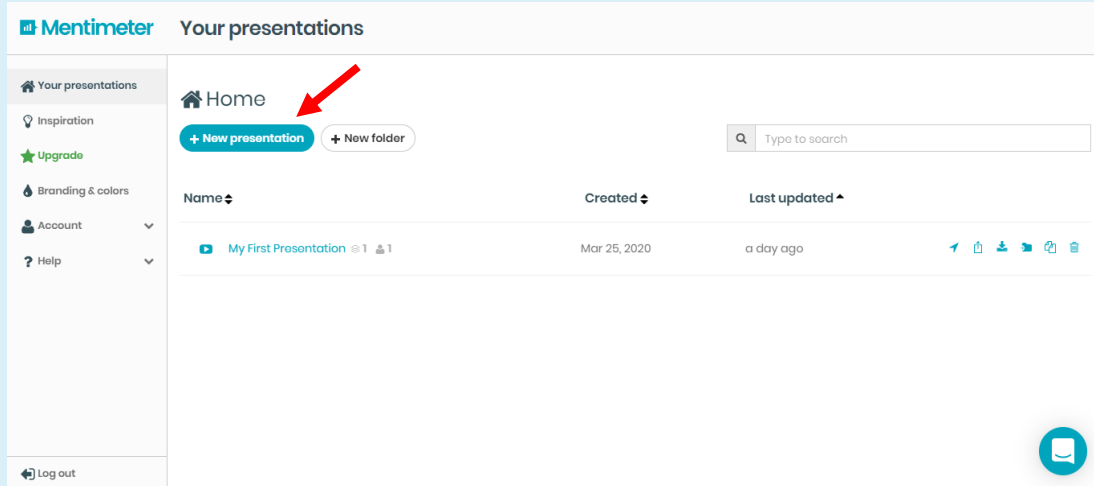 Mentimeter
Your presentations
Your presentations
Inspiration
Upgrade
Branding & colors
Account
? Help
Log out
Home
+ New presentation
+ New folder
Type to search
Name Created Last updated
My First Presentation 1 1 Mar 25, 2020 a day ago